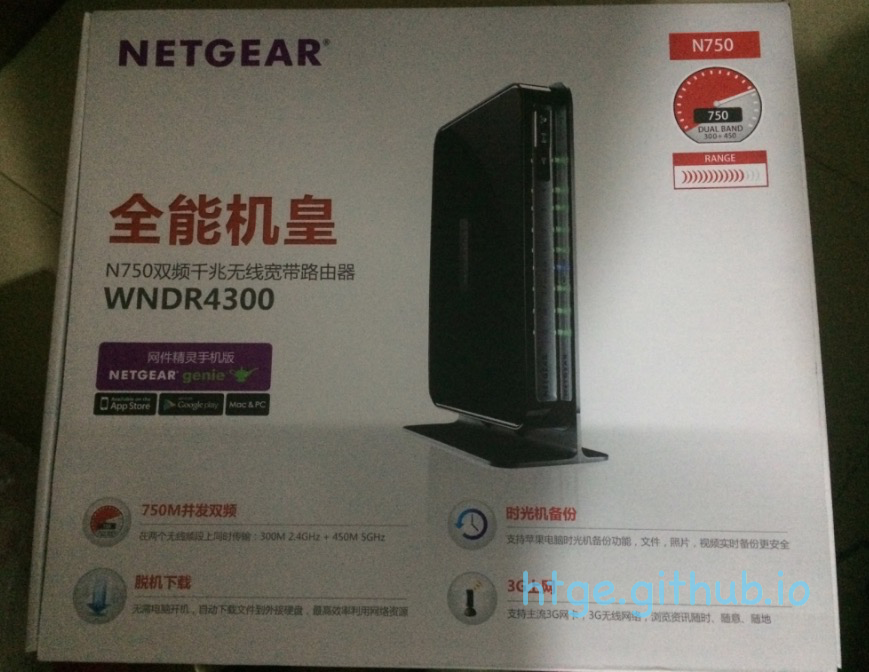 NETGEAR®
N750
750
DUAL BAND
300+ 450
RANGE
全能机皇
N750双频千兆无线宽带路由器
WNDR4300
网件精灵手机版
NETGEAR® genie
Available on the
App Store
Google play
Mac & PC
750M并发双频
在两个无线频段上同时传输：300M 2.4GHz + 450M 5GHz
时光机备份
支持苹果电脑时光机备份功能，文件，照片，视频实时备份更安全
脱机下载
无需电脑开机，自动下载文件到外接硬盘，最高效率利用网络资源
3G上网
支持主流3G网卡，3G无线网络，浏览资讯随时、随意、随地
htge.github.io